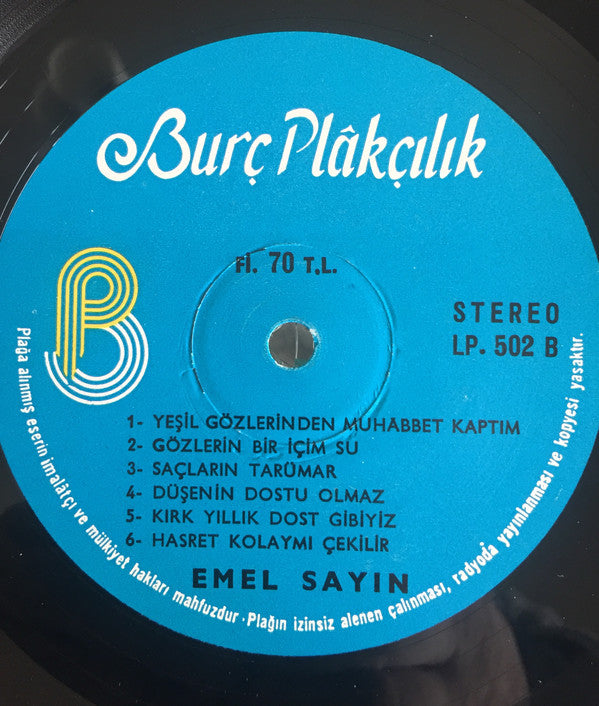 Burç Plâkçılık
Fi. 70 T.L.
B
STEREO
LP. 502 B
1- YEŞİL GÖZLERİNDEN MUHABBET KAPTIM
2- GÖZLERİN BİR İÇİM SU
3- SAÇLARIN TARÜMAR
4- DÜŞENİN DOSTU OLMAZ
5- KIRK YILLIK DOST GİBİYİZ
6- HASRET KOLAYMI ÇEKİLİR
EMEL SAYIN
Plağa alınmış eserin imalâtçı ve mülkiyet hakları mahfuzdur · Plağın izinsiz alenen çalınması, radyoda yayınlanması ve kopyesi yasaktır.